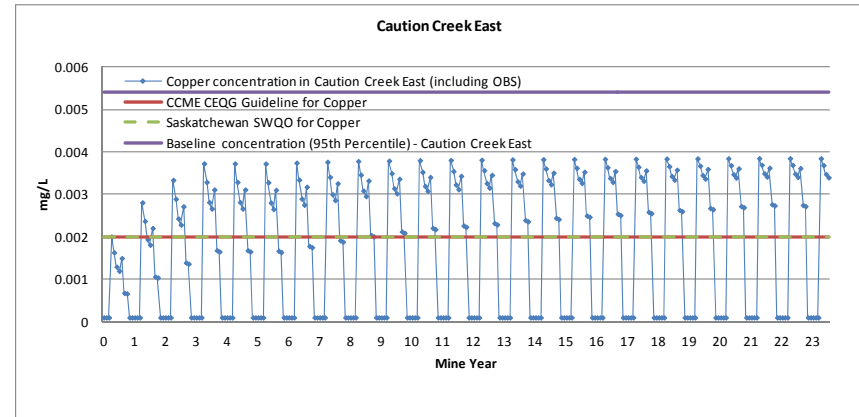 Caution Creek East
0.006
Copper concentration in Caution Creek East (including OBS)
CCME CEQG Guideline for Copper
Saskatchewan SWQO for Copper
Baseline concentration (95th Percentile) - Caution Creek East
0.005
0.004
0.003
0.002
0.001
0
mg/L
0 1 2 3 4 5 6 7 8 9 10 11 12 13 14 15 16 17 18 19 20 21 22 23
Mine Year